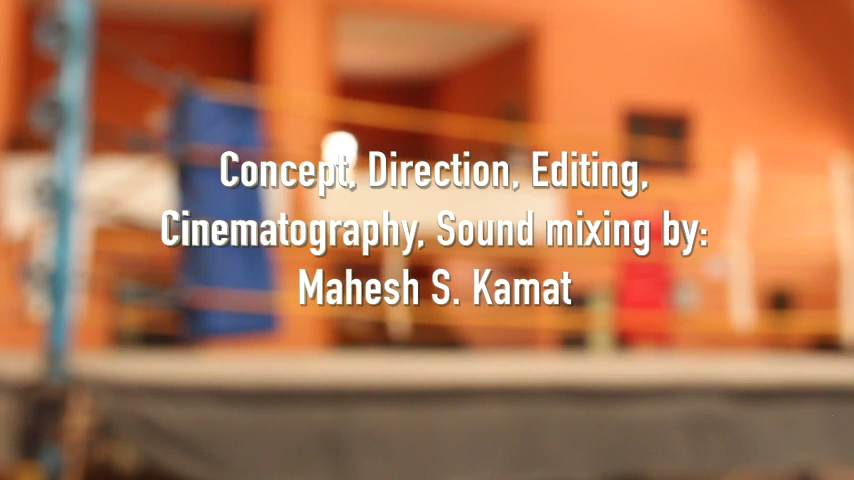 Concept, Direction, Editing,
Cinematography, Sound mixing by:
Mahesh S. Kamat